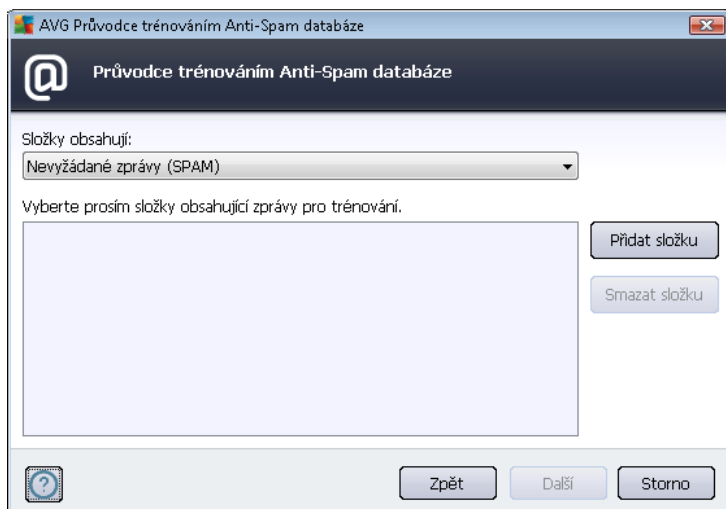 AVG Průvodce trénováním Anti-Spam databáze
@ Průvodce trénováním Anti-Spam databáze
Složky obsahují:
Nevyžádané zprávy (SPAM)
Vyberte prosím složky obsahující zprávy pro trénování.
Přidat složku
Smazat složku
?
Zpět
Další
Storno